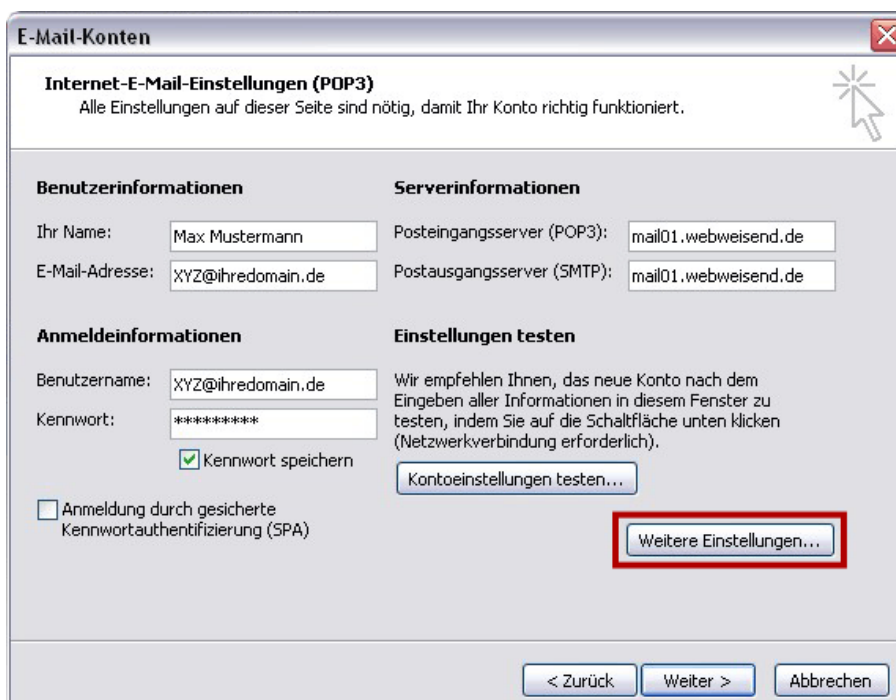 E-Mail-Konten
Internet-E-Mail-Einstellungen (POP3)
Alle Einstellungen auf dieser Seite sind nötig, damit Ihr Konto richtig funktioniert.
Benutzerinformationen
Ihr Name: Max Mustermann
E-Mail-Adresse: XYZ@ihredomain.de
Serverinformationen
Posteingangsserver (POP3): mail01.webweisend.de
Postausgangsserver (SMTP): mail01.webweisend.de
Anmeldeinformationen
Benutzername: XYZ@ihredomain.de
Kennwort: *********
Kennwort speichern
Anmeldung durch gesicherte
Kennwortauthentifizierung (SPA)
Einstellungen testen
Wir empfehlen Ihnen, das neue Konto nach dem
Eingeben aller Informationen in diesem Fenster zu
testen, indem Sie auf die Schaltfläche unten klicken
(Netzwerkverbindung erforderlich).
Kontoeinstellungen testen...
Weitere Einstellungen...
< Zurück
Weiter >
Abbrechen